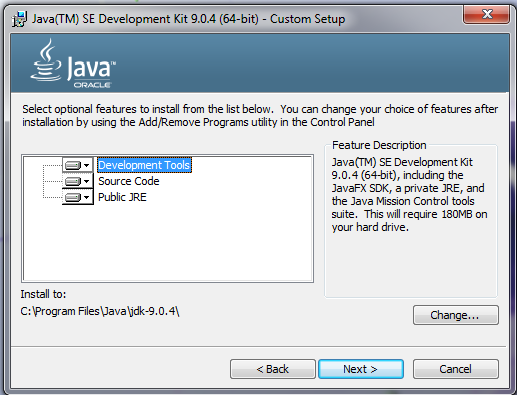 Java(TM) SE Development Kit 9.0.4 (64-bit) - Custom Setup
Java™
ORACLE
Select optional features to install from the list below. You can change your choice of features after
installation by using the Add/Remove Programs utility in the Control Panel
Development Tools
Source Code
Public JRE
Feature Description
Java(TM) SE Development Kit
9.0.4 (64-bit), including the
JavaFX SDK, a private JRE, and
the Java Mission Control tools
suite. This will require 180MB on
your hard drive.
Install to:
C:\Program Files\Java\jdk-9.0.4\
Change...
< Back
Next >
Cancel